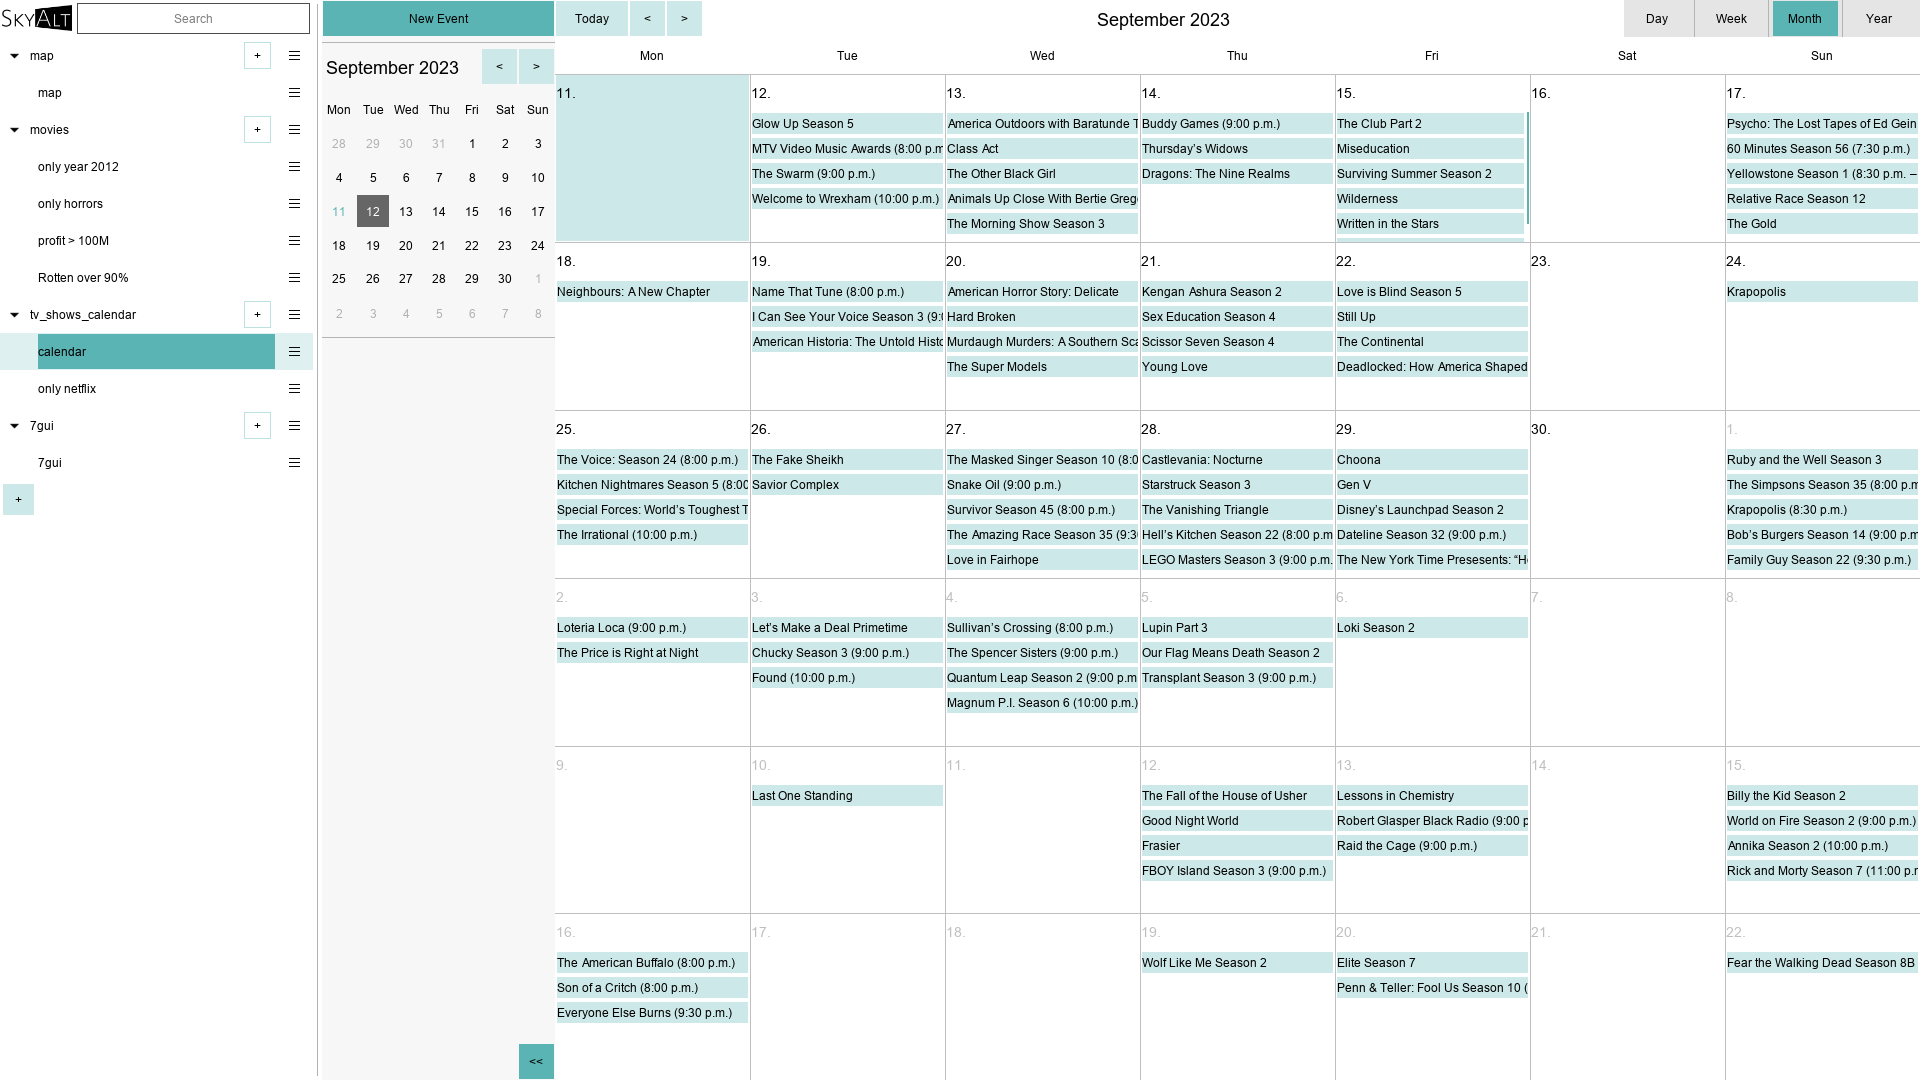 SKYALT
Search
map
+
map
movies
+
only year 2012
only horrors
profit > 100M
Rotten over 90%
tv_shows_calendar
+
calendar
only netflix
7gui
+
7gui
+
New Event
September 2023
<
>
Mon Tue Wed Thu Fri Sat Sun
28 29 30 31 1 2 3
4 5 6 7 8 9 10
11 12 13 14 15 16 17
18 19 20 21 22 23 24
25 26 27 28 29 30 1
2 3 4 5 6 7 8
<<
Today
<
>
September 2023
Day
Week
Month
Year
Mon Tue Wed Thu Fri Sat Sun
11.
12.
Glow Up Season 5
MTV Video Music Awards (8:00 p.m
The Swarm (9:00 p.m.)
Welcome to Wrexham (10:00 p.m.)
13.
America Outdoors with Baratunde T
Class Act
The Other Black Girl
Animals Up Close With Bertie Greg
The Morning Show Season 3
14.
Buddy Games (9:00 p.m.)
Thursday’s Widows
Dragons: The Nine Realms
15.
The Club Part 2
Miseducation
Surviving Summer Season 2
Wilderness
Written in the Stars
16.
17.
Psycho: The Lost Tapes of Ed Gein
60 Minutes Season 56 (7:30 p.m.)
Yellowstone Season 1 (8:30 p.m. –
Relative Race Season 12
The Gold
18.
Neighbours: A New Chapter
19.
Name That Tune (8:00 p.m.)
I Can See Your Voice Season 3 (9:0
American Historia: The Untold Histo
20.
American Horror Story: Delicate
Hard Broken
Murdaugh Murders: A Southern Sca
The Super Models
21.
Kengan Ashura Season 2
Sex Education Season 4
Scissor Seven Season 4
Young Love
22.
Love is Blind Season 5
Still Up
The Continental
Deadlocked: How America Shaped
23.
24.
Krapopolis
25.
The Voice: Season 24 (8:00 p.m.)
Kitchen Nightmares Season 5 (8:00
Special Forces: World’s Toughest T
The Irrational (10:00 p.m.)
26.
The Fake Sheikh
Savior Complex
27.
The Masked Singer Season 10 (8:0
Snake Oil (9:00 p.m.)
Survivor Season 45 (8:00 p.m.)
The Amazing Race Season 35 (9:3
Love in Fairhope
28.
Castlevania: Nocturne
Starstruck Season 3
The Vanishing Triangle
Hell’s Kitchen Season 22 (8:00 p.m
LEGO Masters Season 3 (9:00 p.m.
29.
Choona
Gen V
Disney’s Launchpad Season 2
Dateline Season 32 (9:00 p.m.)
The New York Time Presesents: “He
30.
1.
Ruby and the Well Season 3
The Simpsons Season 35 (8:00 p.m
Krapopolis (8:30 p.m.)
Bob’s Burgers Season 14 (9:00 p.m
Family Guy Season 22 (9:30 p.m.)
2.
Loteria Loca (9:00 p.m.)
The Price is Right at Night
3.
Let’s Make a Deal Primetime
Chucky Season 3 (9:00 p.m.)
Found (10:00 p.m.)
4.
Sullivan’s Crossing (8:00 p.m.)
The Spencer Sisters (9:00 p.m.)
Quantum Leap Season 2 (9:00 p.m
Magnum P.I. Season 6 (10:00 p.m.)
5.
Lupin Part 3
Our Flag Means Death Season 2
Transplant Season 3 (9:00 p.m.)
6.
Loki Season 2
7.
8.
9.
10.
Last One Standing
11.
12.
The Fall of the House of Usher
Good Night World
Frasier
FBOY Island Season 3 (9:00 p.m.)
13.
Lessons in Chemistry
Robert Glasper Black Radio (9:00 p
Raid the Cage (9:00 p.m.)
14.
15.
Billy the Kid Season 2
World on Fire Season 2 (9:00 p.m.)
Annika Season 2 (10:00 p.m.)
Rick and Morty Season 7 (11:00 p.r
16.
The American Buffalo (8:00 p.m.)
Son of a Critch (8:00 p.m.)
Everyone Else Burns (9:30 p.m.)
17.
18.
19.
Wolf Like Me Season 2
20.
Elite Season 7
Penn & Teller: Fool Us Season 10 (
21.
22.
Fear the Walking Dead Season 8B